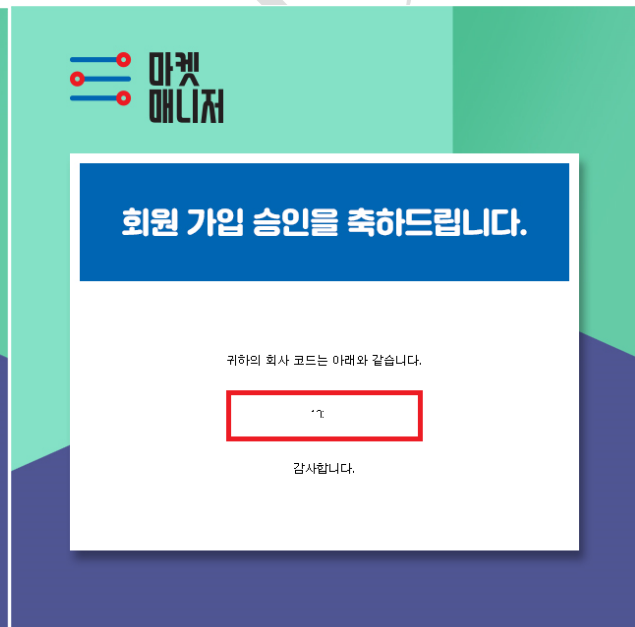 마켓
매니저
회원 가입 승인을 축하드립니다.
귀하의 회사 코드는 아래와 같습니다.
감사합니다.